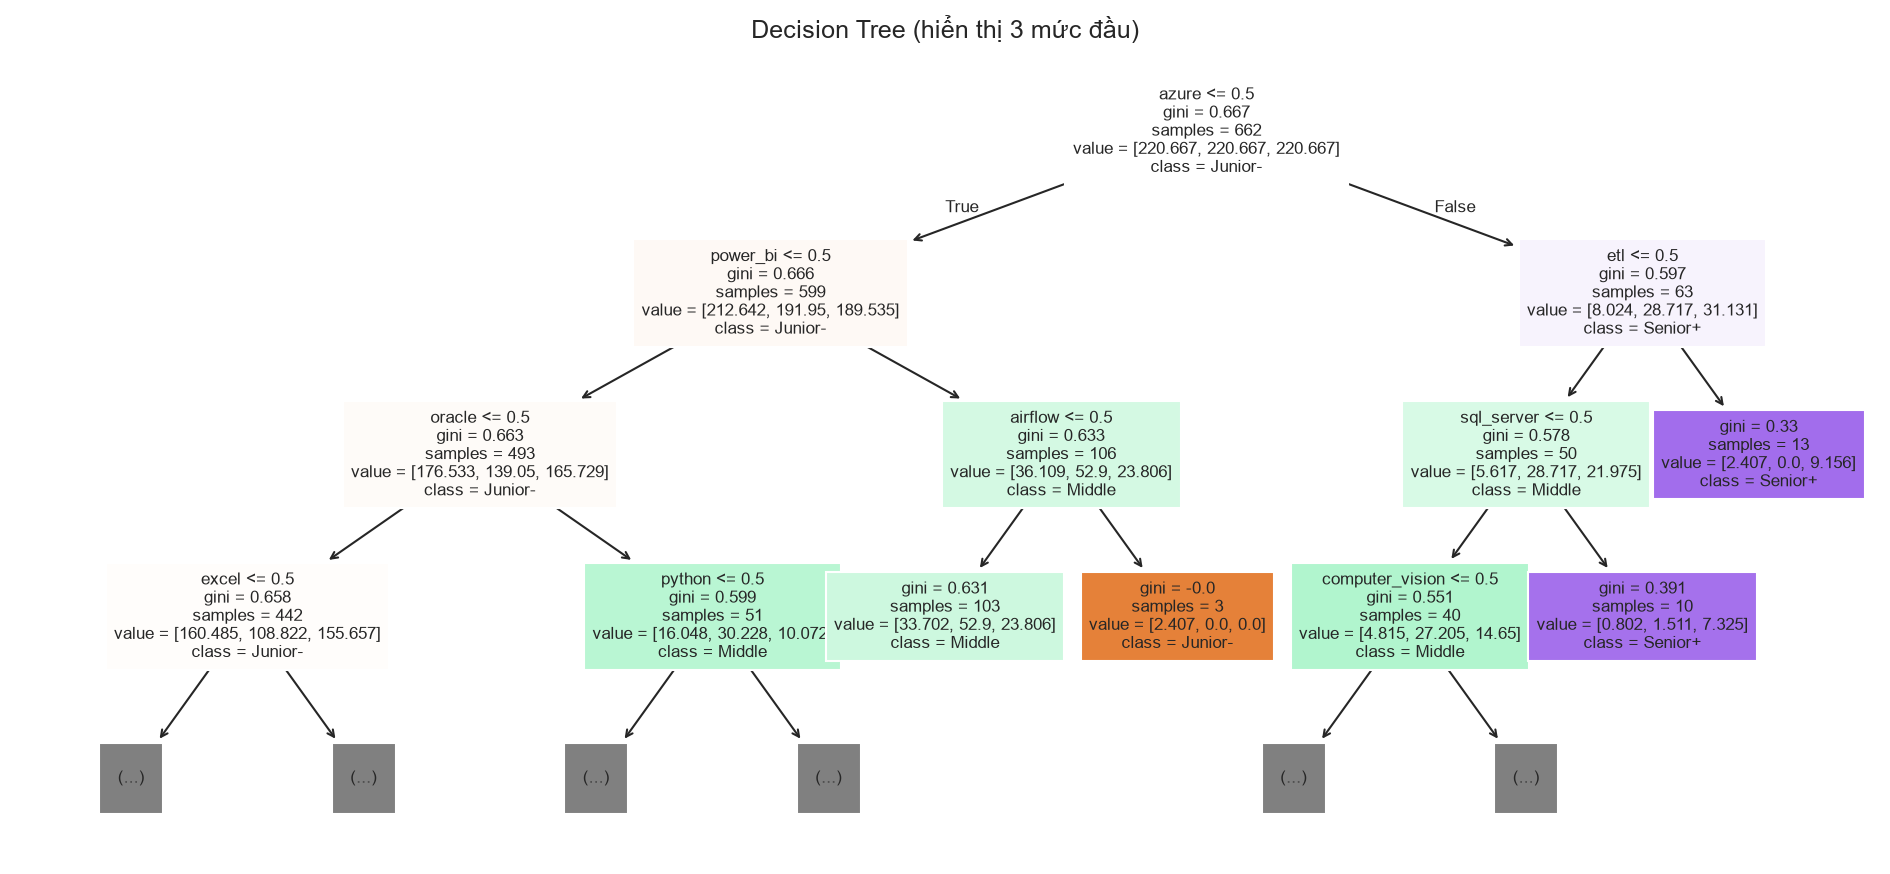 Decision Tree (hiển thị 3 mức đầu)
azure <= 0.5
gini = 0.667
samples = 662
value = [220.667, 220.667, 220.667]
class = Junior-
True
False
power_bi <= 0.5
gini = 0.666
samples = 599
value = [212.642, 191.95, 189.535]
class = Junior-
etl <= 0.5
gini = 0.597
samples = 63
value = [8.024, 28.717, 31.131]
class = Senior+
oracle <= 0.5
gini = 0.663
samples = 493
value = [176.533, 139.05, 165.729]
class = Junior-
airflow <= 0.5
gini = 0.633
samples = 106
value = [36.109, 52.9, 23.806]
class = Middle
sql_server <= 0.5
gini = 0.578
samples = 50
value = [5.617, 28.717, 21.975]
class = Middle
gini = 0.33
samples = 13
value = [2.407, 0.0, 9.156]
class = Senior+
excel <= 0.5
gini = 0.658
samples = 442
value = [160.485, 108.822, 155.657]
class = Junior-
python <= 0.5
gini = 0.599
samples = 51
value = [16.048, 30.228, 10.072
class = Middle
gini = 0.631
samples = 103
value = [33.702, 52.9, 23.806]
class = Middle
gini = -0.0
samples = 3
value = [2.407, 0.0, 0.0]
class = Junior-
computer_vision <= 0.5
gini = 0.551
samples = 40
value = [4.815, 27.205, 14.65]
class = Middle
gini = 0.391
samples = 10
value = [0.802, 1.511, 7.325]
class = Senior+
(...)
(...)
(...)
(...)
(...)
(...)